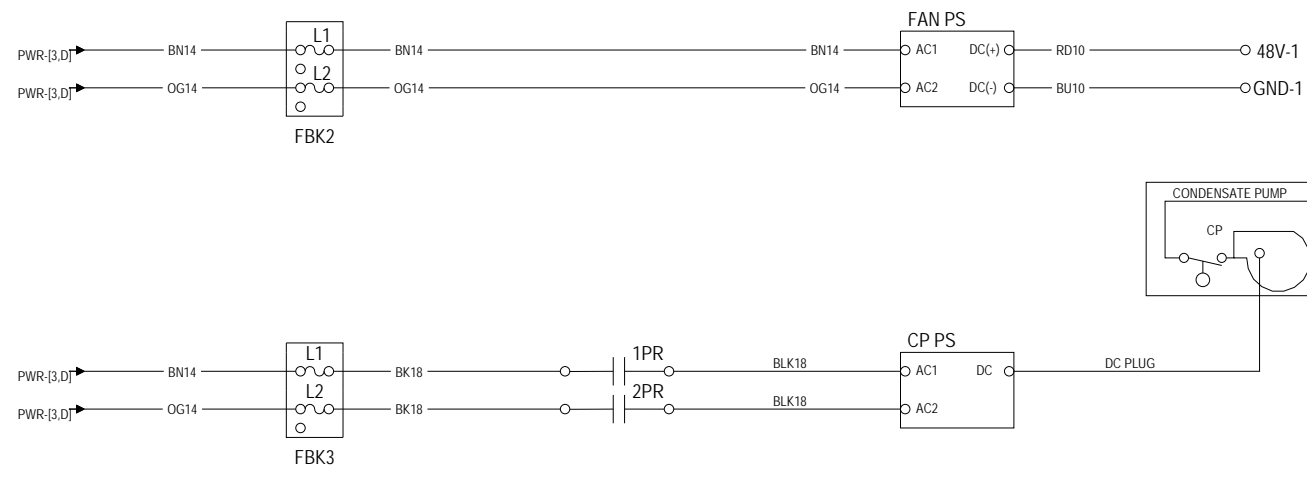 FAN PS
L1
PWR-[3,D] BN14 BN14 BN14 AC1 DC(+) RD10 48V-1
L2
PWR-[3,D] OG14 OG14 OG14 AC2 DC(-) BU10 GND-1
FBK2
CONDENSATE PUMP
CP
CP PS
L1 1PR BLK18 DC PLUG
PWR-[3,D] BN14 BK18 AC1 DC
L2 2PR BLK18
PWR-[3,D] OG14 BK18 AC2
FBK3